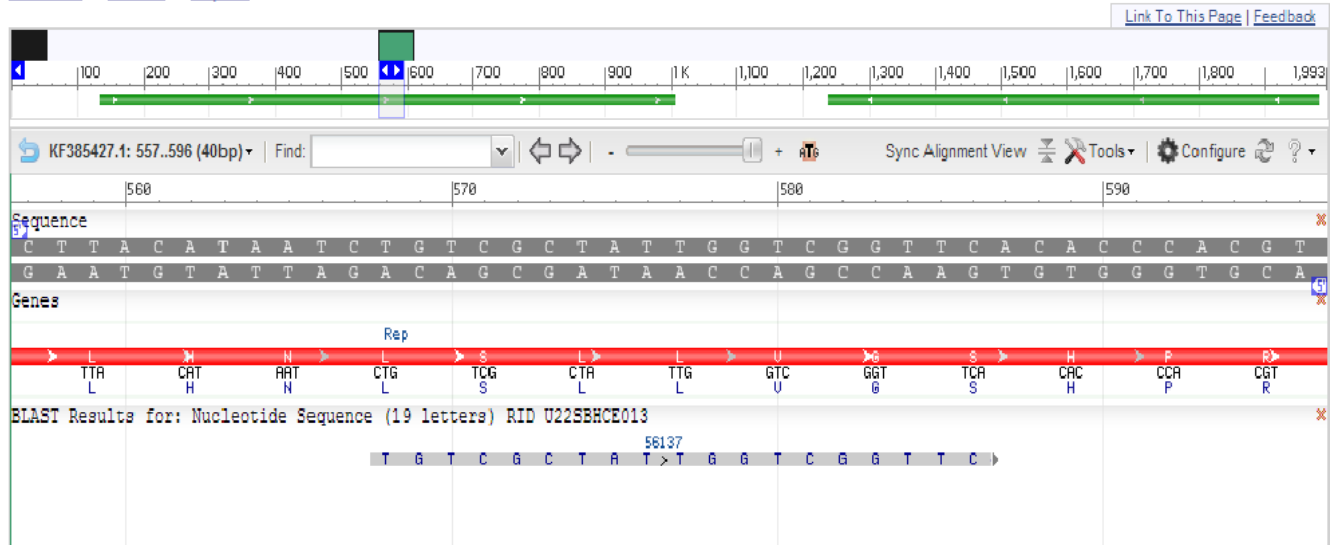 Link To This Page | Feedback
100 200 300 400 500 600 700 800 900 1K 1,100 1,200 1,300 1,400 1,500 1,600 1,700 1,800 1,993
KF385427.1: 557..596 (40bp) Find: - + ATG Sync Alignment View Tools Configure ?
560 570 580 590
Sequence
5'
C T T A C A T A A T C T G T C G C T A T T G G T C G G T T C A C A C C C A C G T
G A A T G T A T T A G A C A G C G A T A A C C A G C C A A G T G T G G G T G C A
5'
Genes
Rep
L H N L S L L V G S H P R
TTA CAT AAT CTG TCG CTA TTG GTC GGT TCA CAC CCA CGT
L H N L S L L V G S H P R
BLAST Results for: Nucleotide Sequence (19 letters) RID U22SBHCE013
56137
T G T C G C T A T > T G G T C G G T T C